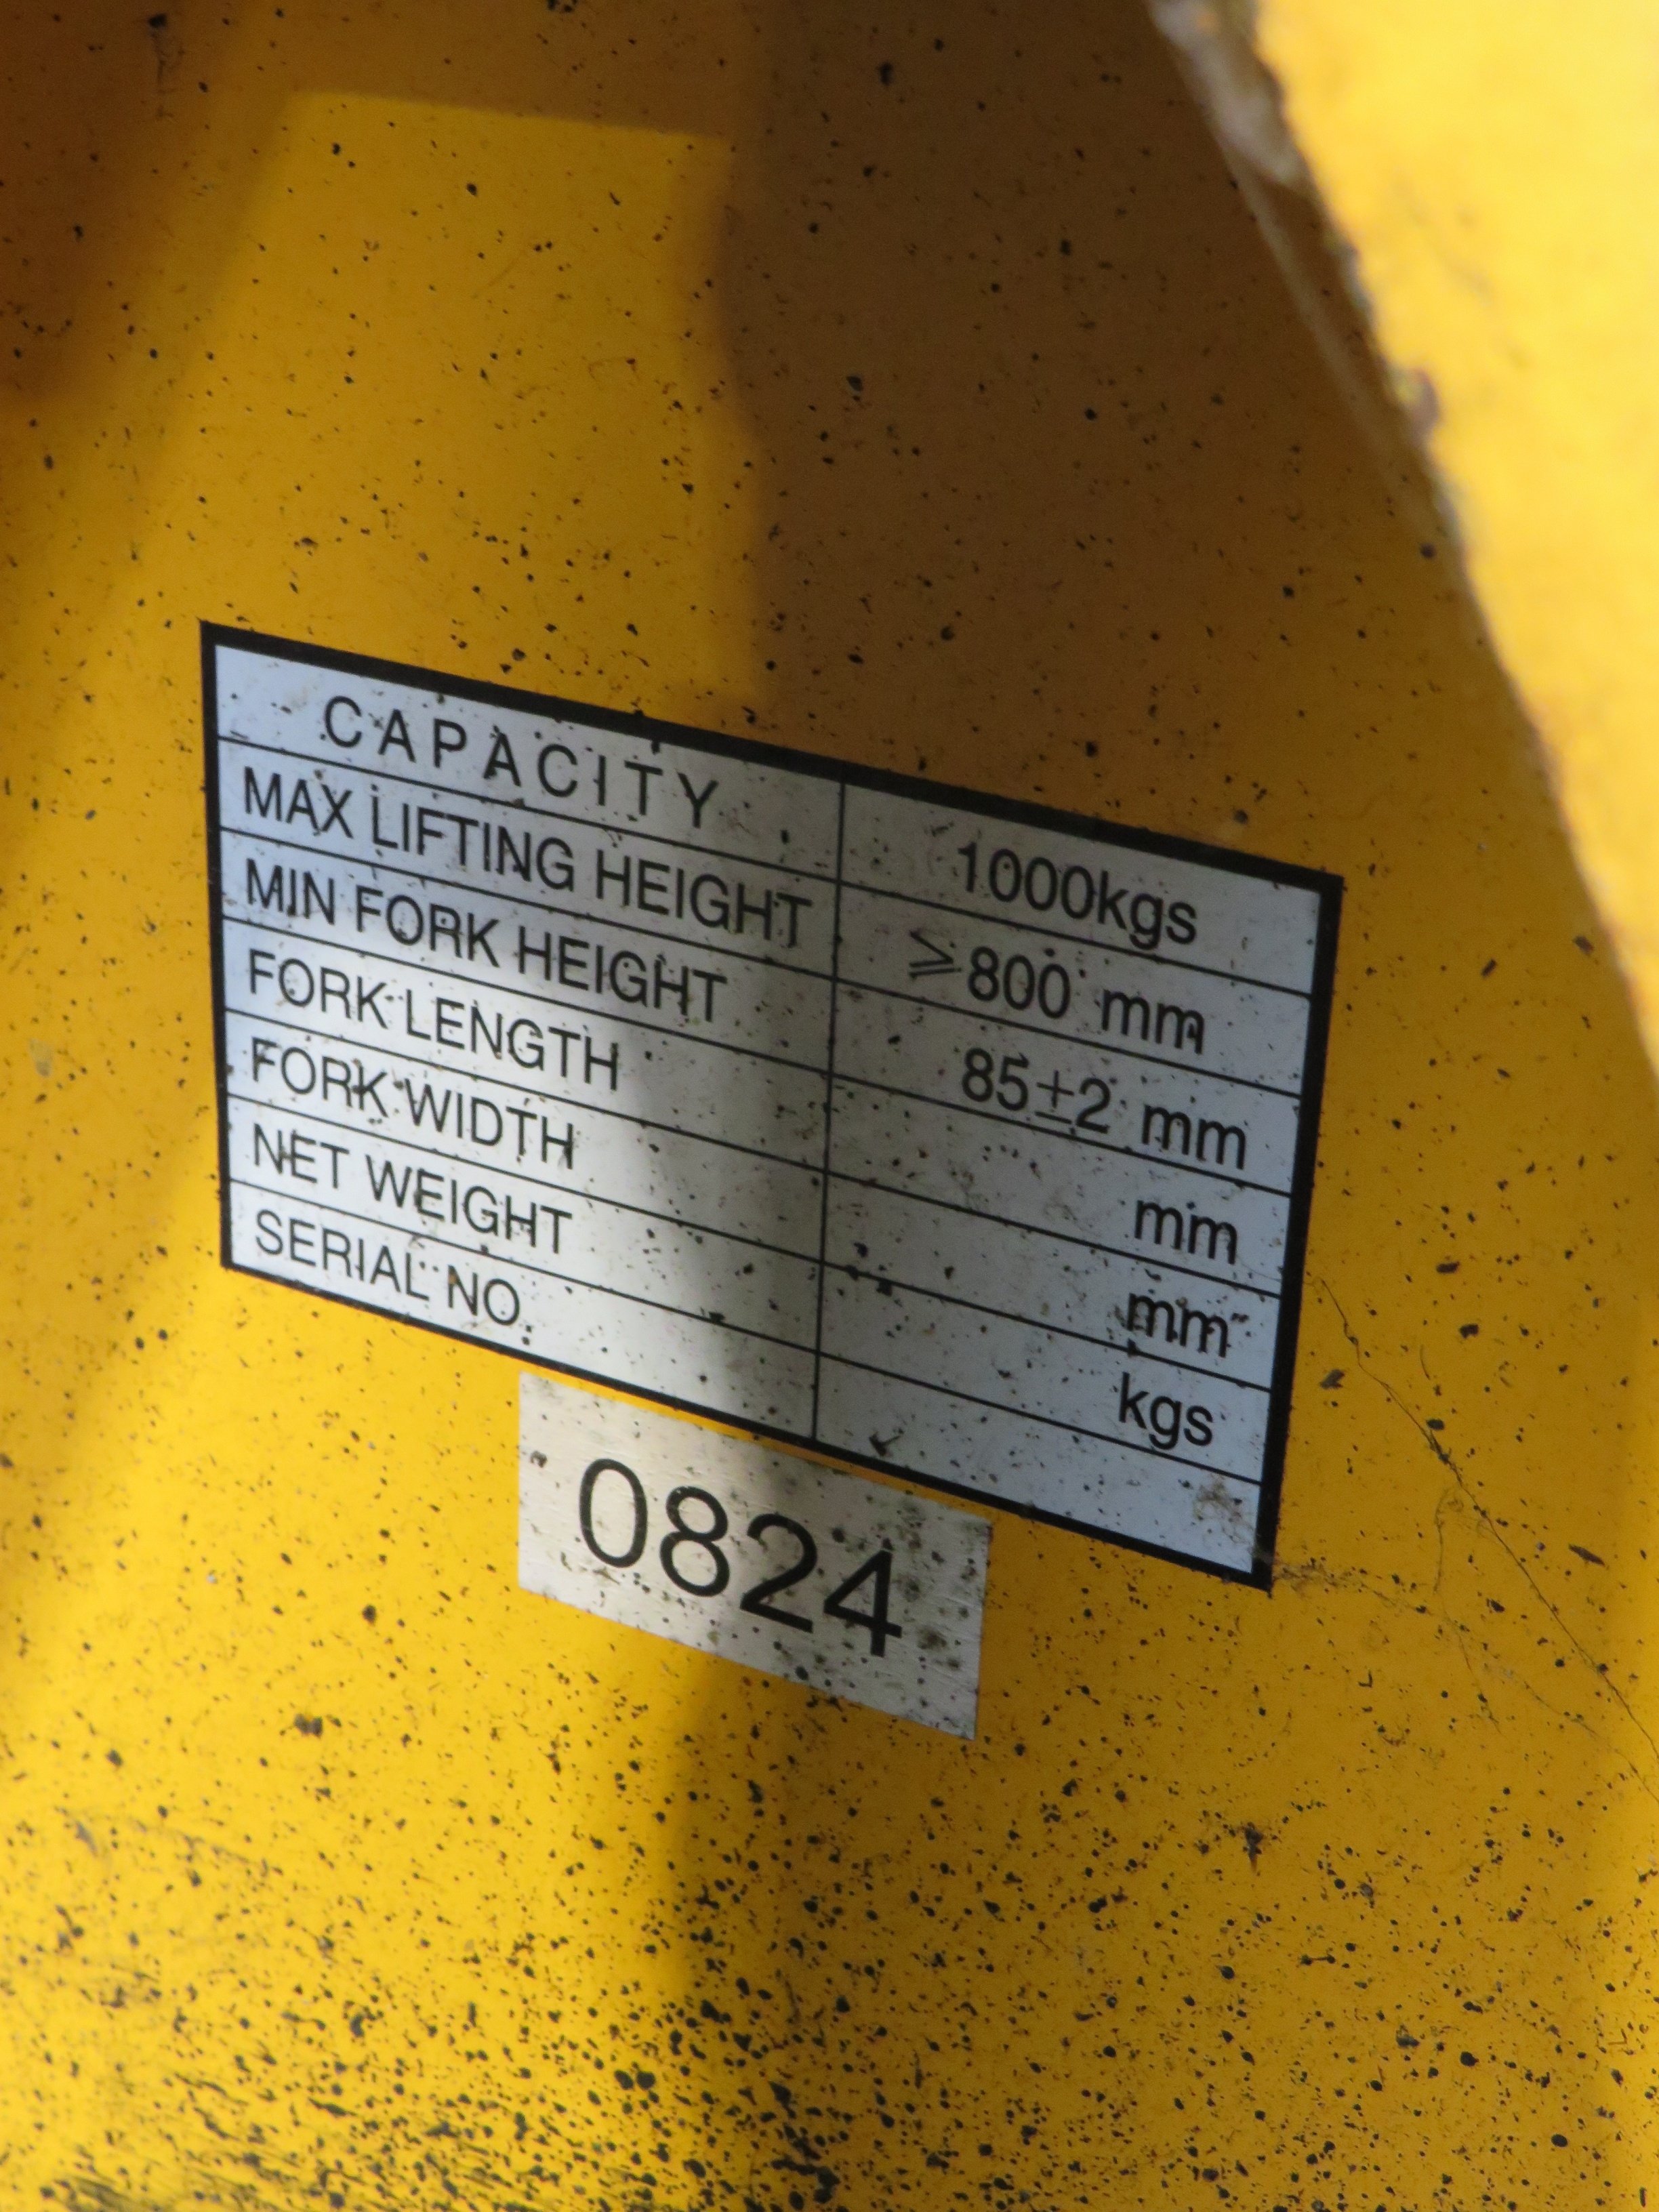 CAPACITY 1000kgs
MAX LIFTING HEIGHT ⩾800 mm
MIN FORK HEIGHT 85±2 mm
FORK LENGTH mm
FORK WIDTH mm
NET WEIGHT kgs
SERIAL NO.
0824